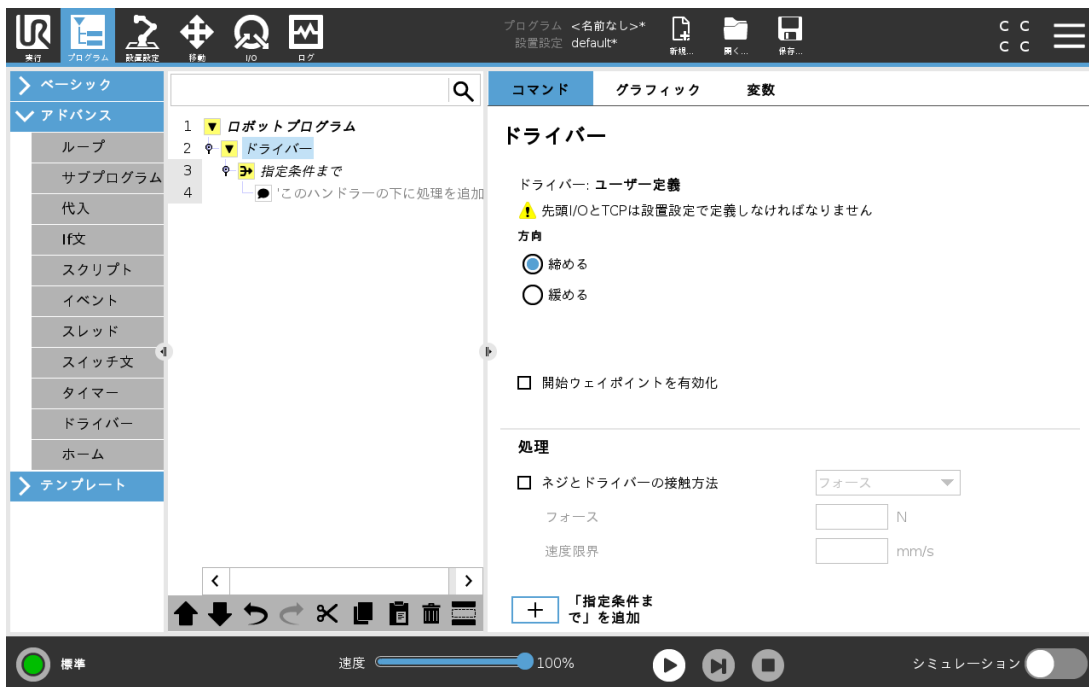 UR
プログラム <名前なし>*
設置設定 default*
C C
C C
実行
プログラム
設置設定
移動
I/O
ログ
新規...
開く...
保存...
ベーシック
アドバンス
ループ
サブプログラム
代入
If文
スクリプト
イベント
スレッド
スイッチ文
タイマー
ドライバー
ホーム
テンプレート
1 ロボットプログラム
2 ドライバー
3 指定条件まで
4 'このハンドラーの下に処理を追加
コマンド グラフィック 変数
ドライバー
ドライバー: ユーザー定義
先頭I/OとTCPは設置設定で定義しなければなりません
方向
締める
緩める
開始ウェイポイントを有効化
処理
ネジとドライバーの接触方法 フォース
フォース N
速度限界 mm/s
+ 「指定条件ま
で」を追加
標準
速度 100%
シミュレーション